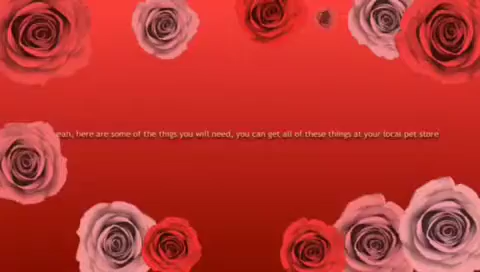 eah, here are some of the thigs you will need, you can get all of these things at your local pet store